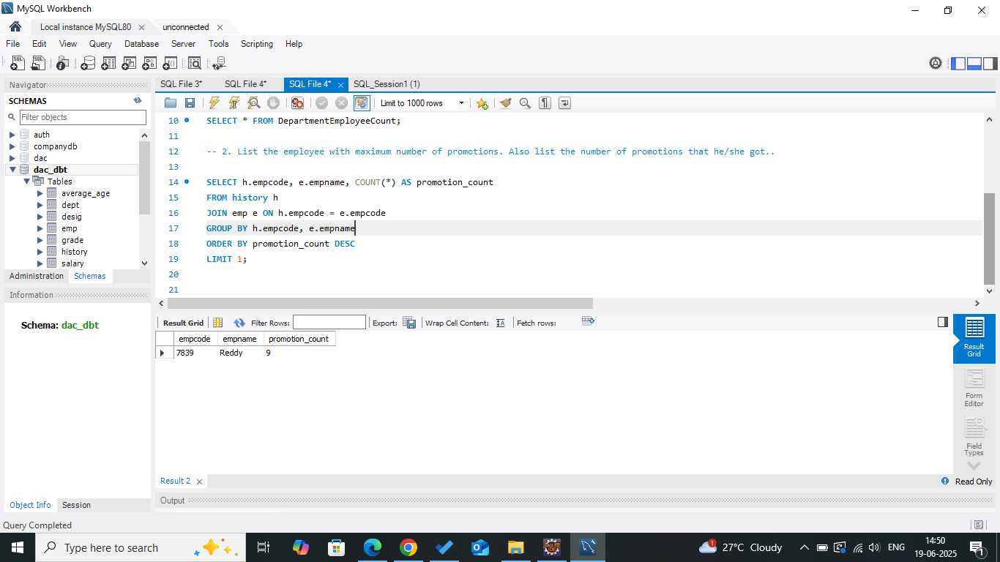 MySQL Workbench
Local instance MySQL80
unconnected
File Edit View Query Database Server Tools Scripting Help
Navigator
SCHEMAS
Filter objects
auth
companydb
dac
dac_dbt
Tables
average_age
dept
desig
emp
grade
history
salary
Administration Schemas
Information
Schema: dac_dbt
Object Info Session
SQL File 3* SQL File 4* SQL File 4* SQL_Session1 (1)
Limit to 1000 rows
10 SELECT * FROM DepartmentEmployeeCount;
11
12 -- 2. List the employee with maximum number of promotions. Also list the number of promotions that he/she got..
13
14 SELECT h.empcode, e.empname, COUNT(*) AS promotion_count
15 FROM history h
16 JOIN emp e ON h.empcode = e.empcode
17 GROUP BY h.empcode, e.empname
18 ORDER BY promotion_count DESC
19 LIMIT 1;
20
21
Result Grid Filter Rows: Export: Wrap Cell Content: Fetch rows:
empcode empname promotion_count
7839 Reddy 9
Result Grid
Form Editor
Field Types
Result 2
Read Only
Output
Query Completed
Type here to search
1
27°C Cloudy
ENG
14:50
19-06-2025
1